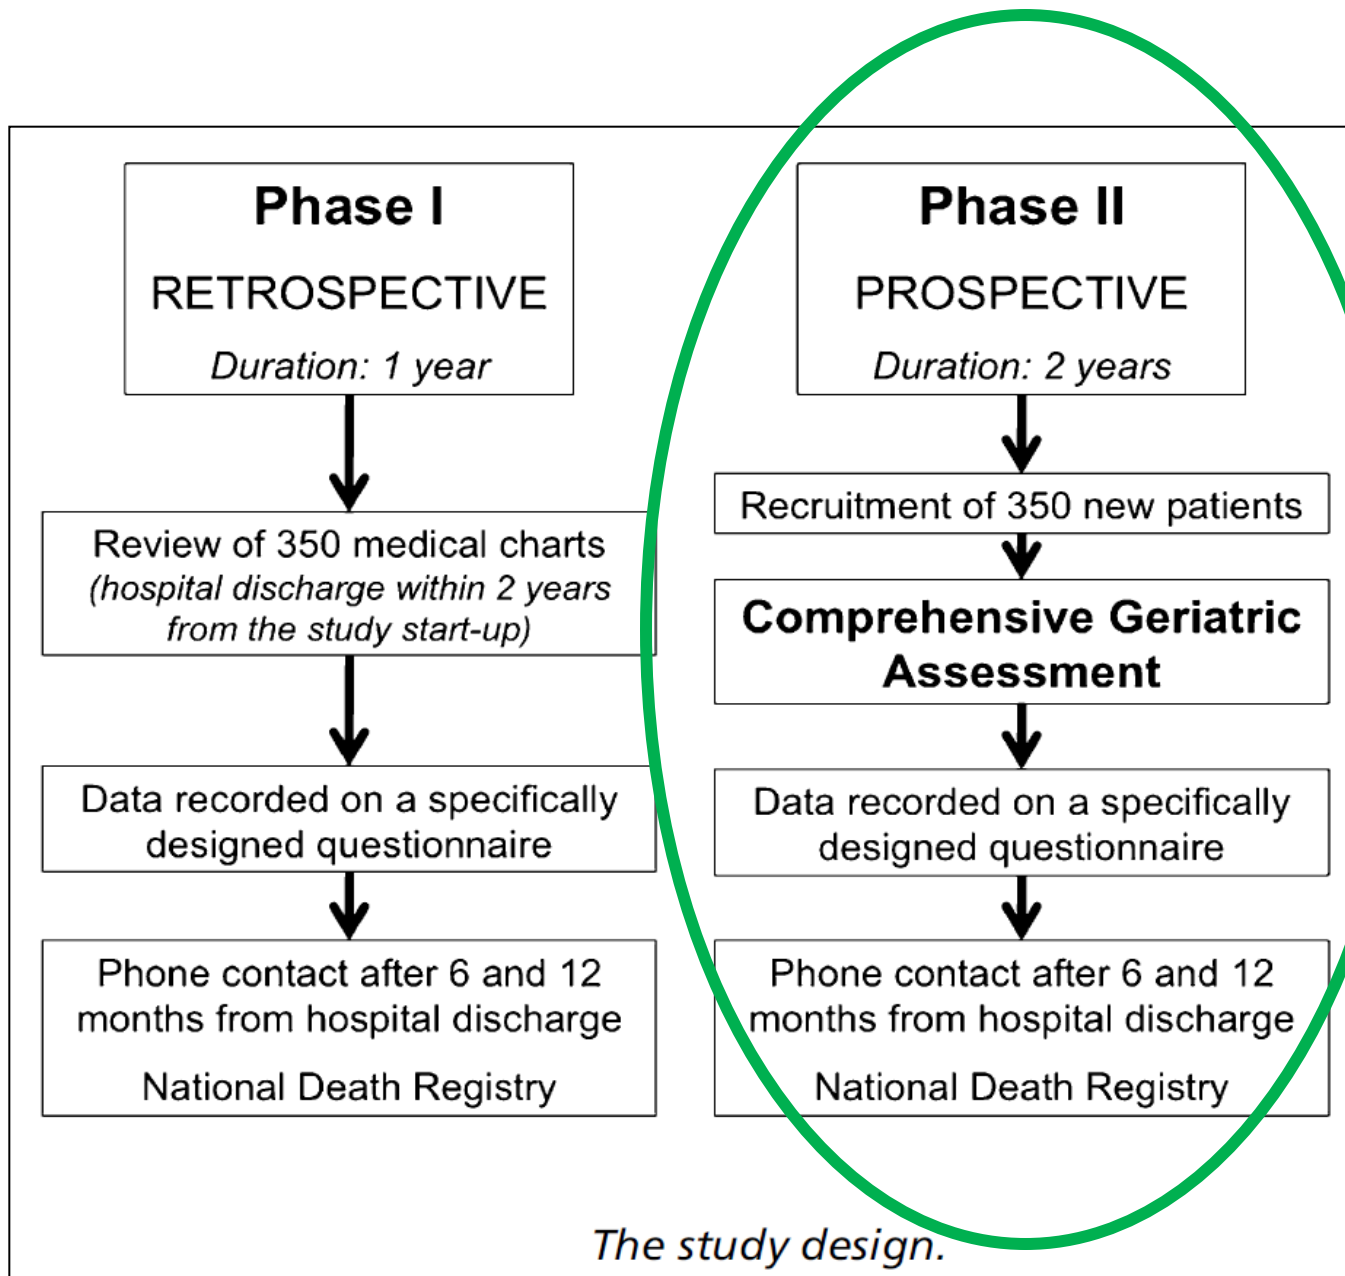 Phase I
RETROSPECTIVE
Duration: 1 year
Review of 350 medical charts
(hospital discharge within 2 years
from the study start-up)
Data recorded on a specifically
designed questionnaire
Phone contact after 6 and 12
months from hospital discharge
National Death Registry
Phase II
PROSPECTIVE
Duration: 2 years
Recruitment of 350 new patients
Comprehensive Geriatric
Assessment
Data recorded on a specifically
designed questionnaire
Phone contact after 6 and 12
months from hospital discharge
National Death Registry
The study design.